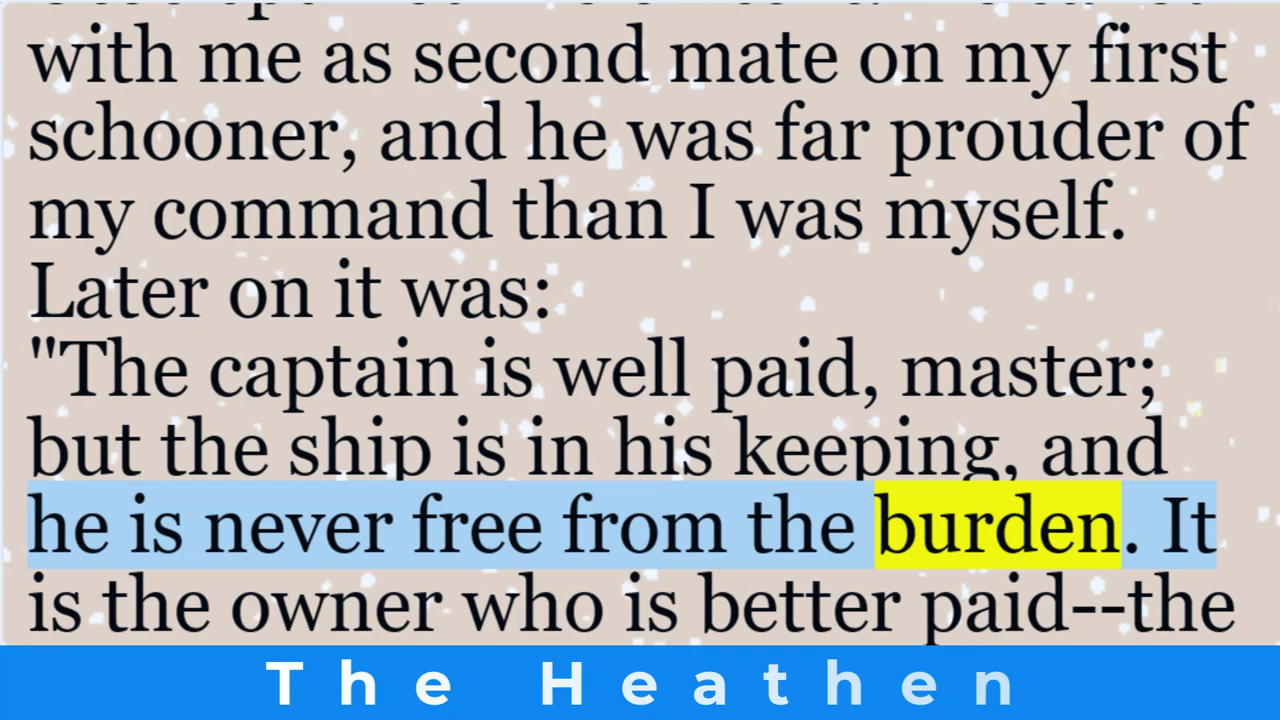 with me as second mate on my first
schooner, and he was far prouder of
my command than I was myself.
Later on it was:
"The captain is well paid, master;
but the ship is in his keeping, and
he is never free from the burden. It
is the owner who is better paid--the
The Heathen